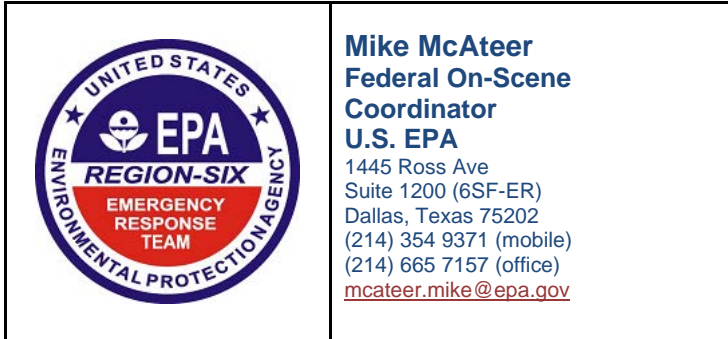 UNITED STATES
ENVIRONMENTAL PROTECTION AGENCY
EPA
REGION-SIX
EMERGENCY
RESPONSE
TEAM
Mike McAteer
Federal On-Scene
Coordinator
U.S. EPA
1445 Ross Ave
Suite 1200 (6SF-ER)
Dallas, Texas 75202
(214) 354 9371 (mobile)
(214) 665 7157 (office)
mcateer.mike@epa.gov